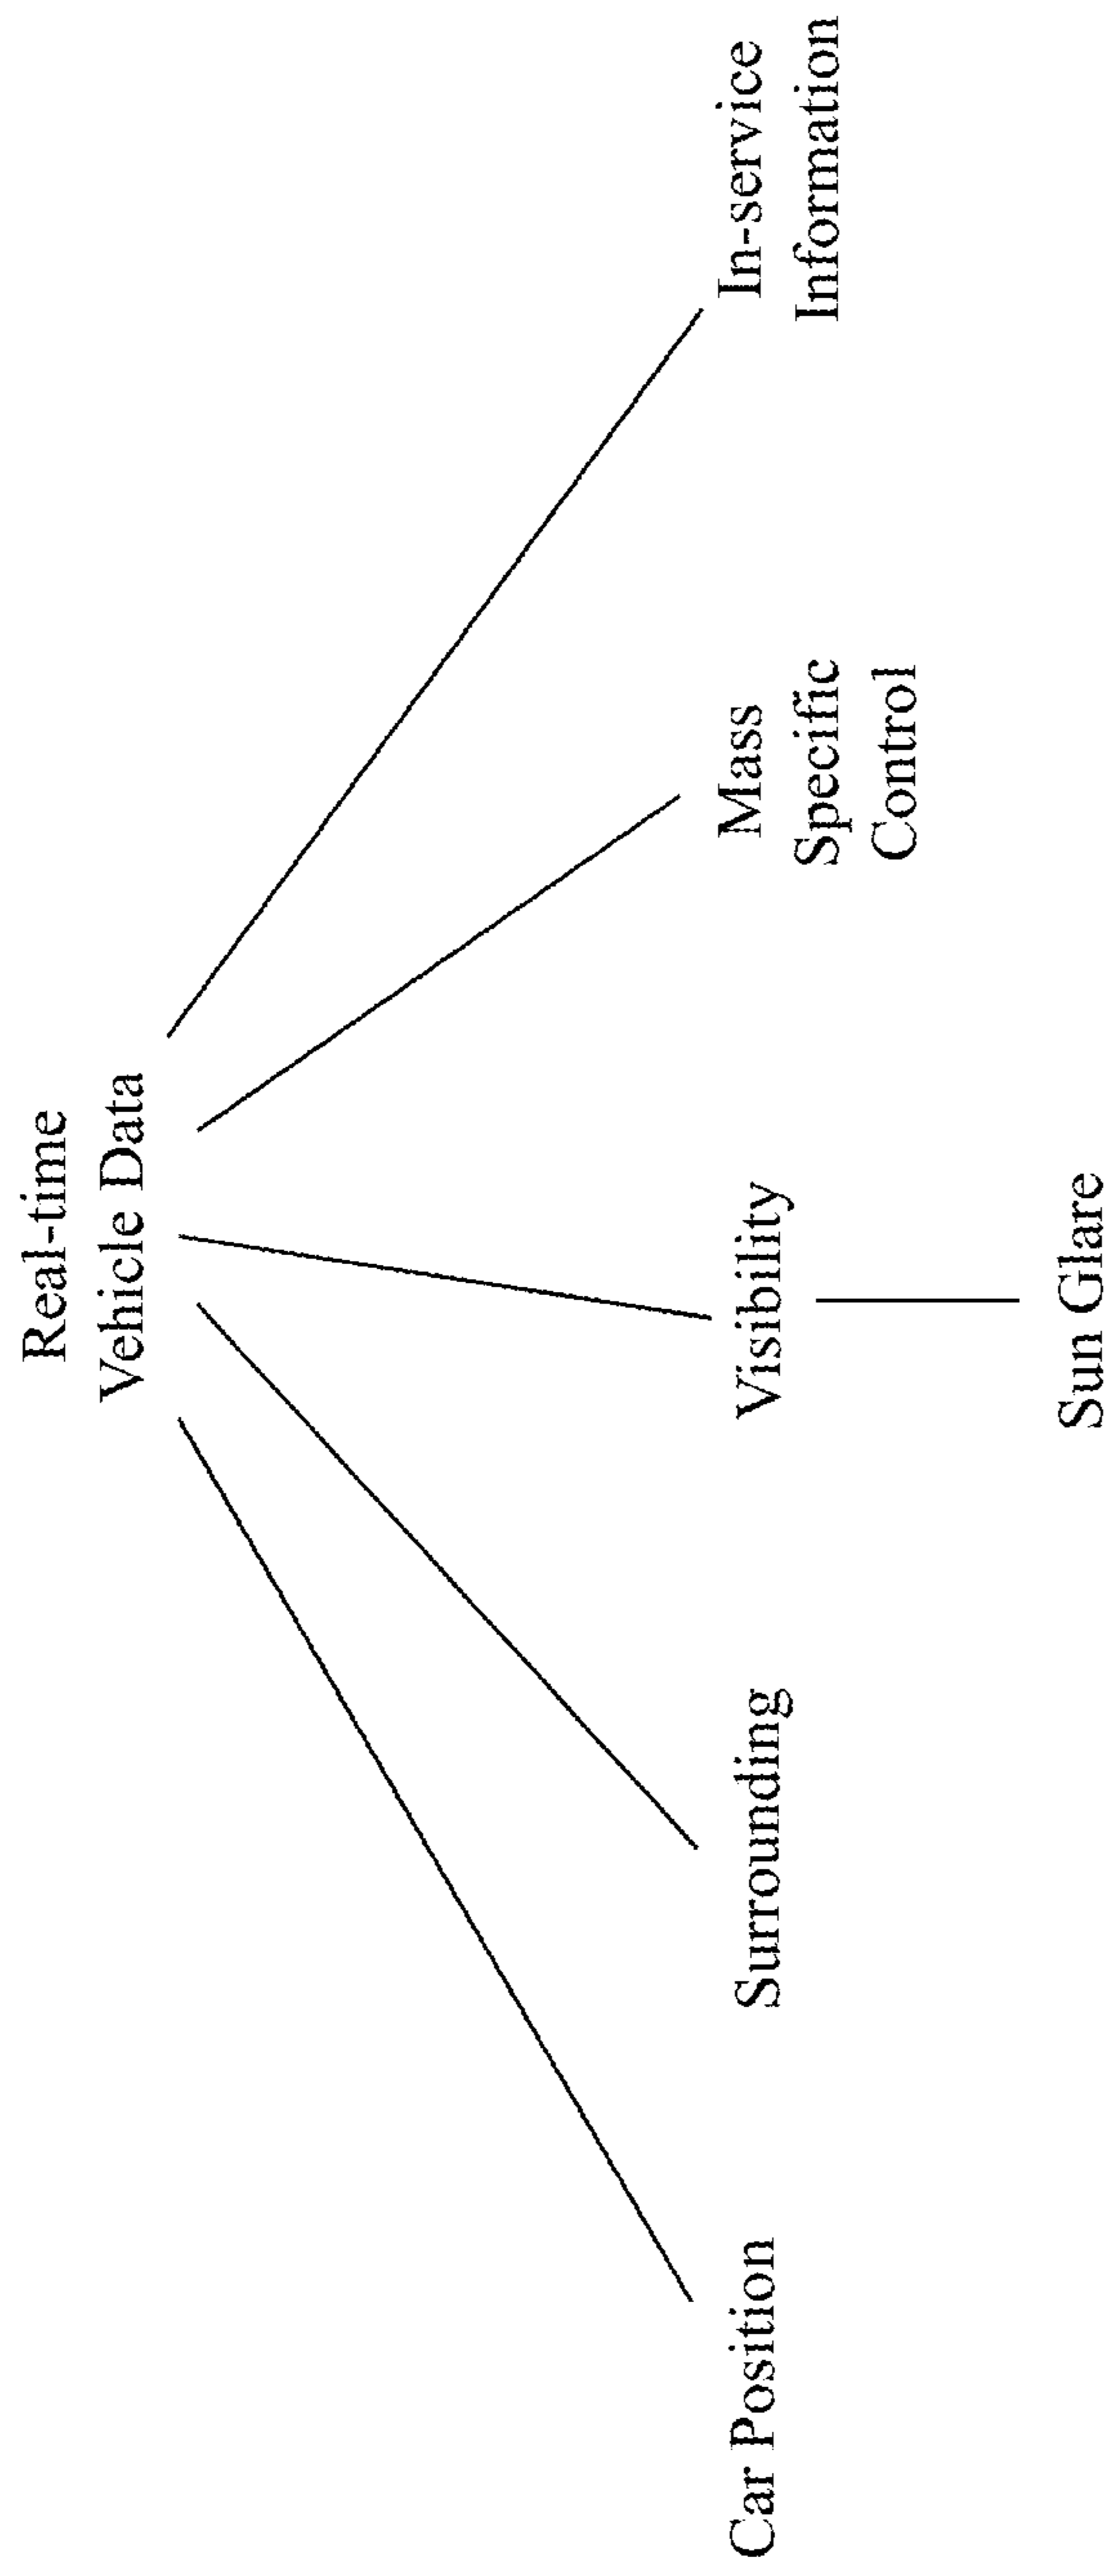 Real-time
Vehicle Data
Car Position
Surrounding
Visibility
Mass
Specific
Control
In-service
Information
Sun Glare